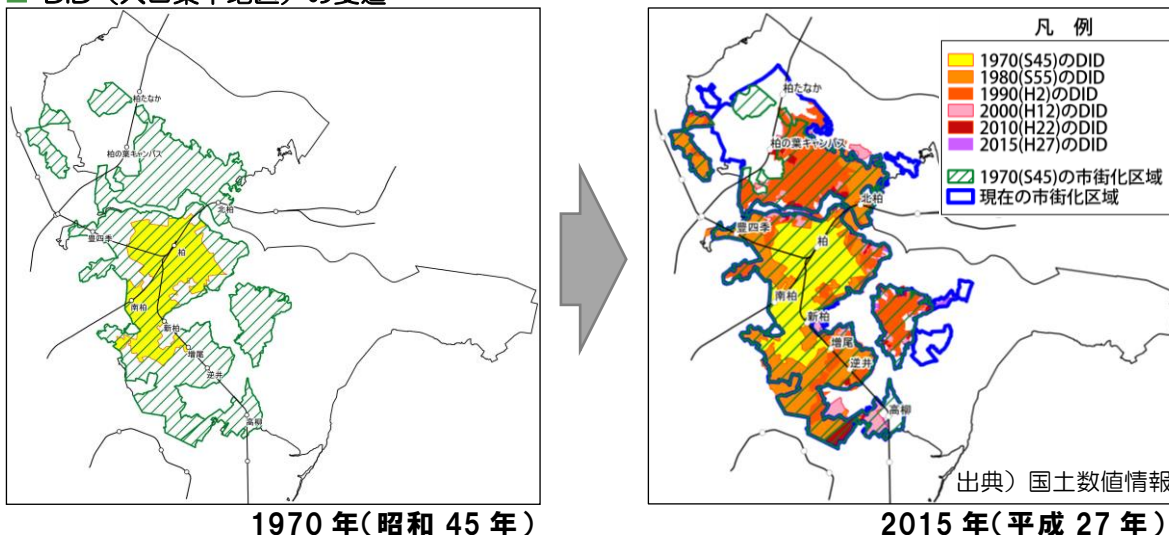 ■ DID（人口集中地区）の変遷
柏たなか
柏の葉キャンパス
北柏
豊四季
柏
南柏
新柏
増尾
逆井
高柳
1970年(昭和 45 年)
凡 例
1970(S45)のDID
1980(S55)のDID
1990(H2)のDID
2000(H12)のDID
2010(H22)のDID
2015(H27)のDID
1970(S45)の市街化区域
現在の市街化区域
柏たなか
柏の葉キャンパス
北柏
豊四季
柏
南柏
新柏
増尾
逆井
高柳
出典）国土数値情報
2015 年(平成 27 年)